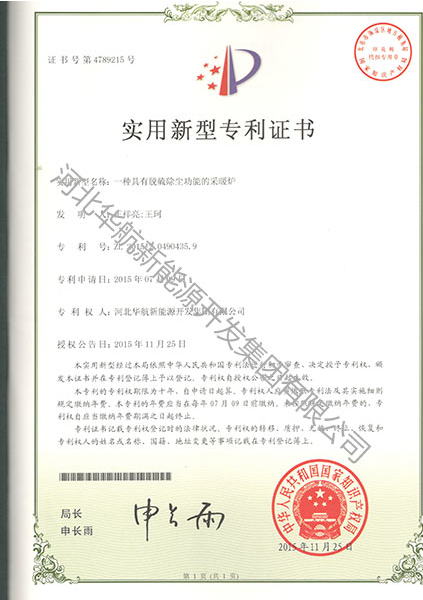 证书号第4789215号
实用新型专利证书
实用新型名称：一种具有脱硫除尘功能的采暖炉
发 明 人：王祥亮;王珂
专 利 号：ZL 2015 2 0490435.9
专利申请日：2015年07月09日
专 利 权 人：河北华航新能源开发集团有限公司
授权公告日：2015年11月25日
本实用新型经过本局依照中华人民共和国专利法进行初步审查，决定授予专利权，颁
发本证书并在专利登记簿上予以登记。专利权自授权公告之日起生效。
本专利的专利权期限为十年，自申请日起算。专利权人应当依照专利法及其实施细则
规定缴纳年费。本专利的年费应当在每年07月09日前缴纳。未按照规定缴纳年费的，专利
权自应当缴纳年费期满之日起终止。
专利证书记载专利权登记时的法律状况。专利权的转移、质押、无效、终止、恢复和
专利权人的姓名或名称、国籍、地址变更等事项记载在专利登记簿上。
局长
申长雨
申长雨
中华人民共和国国家知识产权局
2015年11月25日
第 1 页 (共 1 页)
河北华航新能源开发集团有限公司